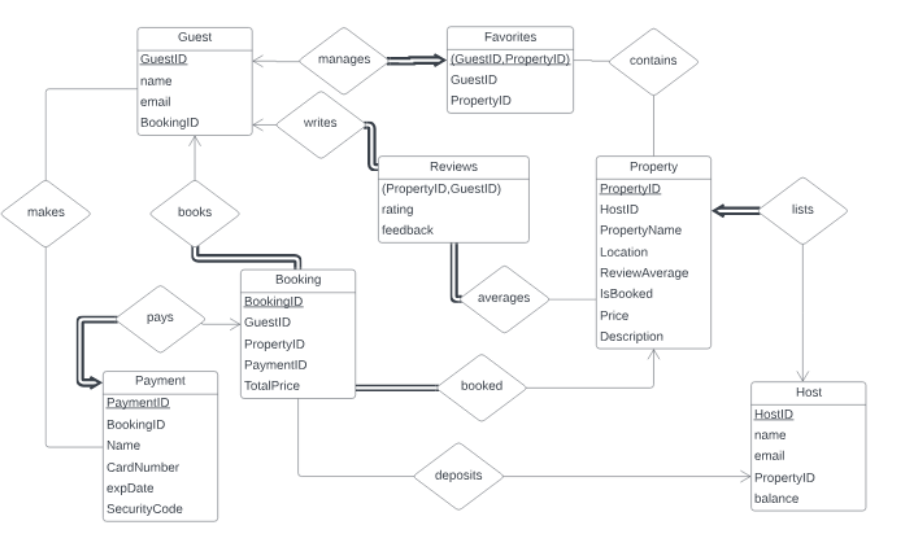 Guest
GuestID
name
email
BookingID
manages
Favorites
(GuestID,PropertyID)
GuestID
PropertyID
contains
writes
Reviews
(PropertyID,GuestID)
rating
feedback
Property
PropertyID
HostID
PropertyName
Location
ReviewAverage
IsBooked
Price
Description
lists
makes
books
averages
Booking
BookingID
GuestID
PropertyID
PaymentID
TotalPrice
pays
booked
Payment
PaymentID
BookingID
Name
CardNumber
expDate
SecurityCode
deposits
Host
HostID
name
email
PropertyID
balance